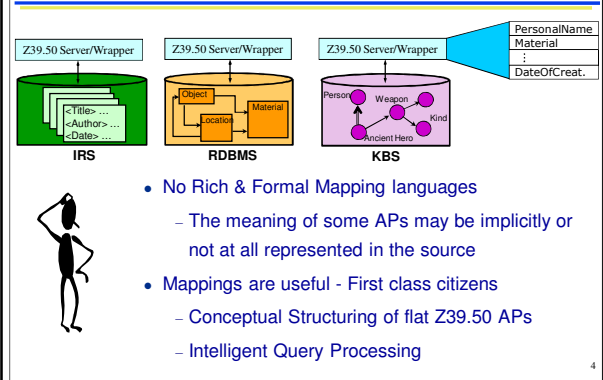 PersonalName
Material
⋮
DateOfCreat.
Z39.50 Server/Wrapper
Z39.50 Server/Wrapper
Z39.50 Server/Wrapper
<Title> ...
<Author> ...
<Date> ...
IRS
Object
Location
Material
RDBMS
Person
Weapon
Kind
Ancient Hero
KBS
• No Rich & Formal Mapping languages
– The meaning of some APs may be implicitly or
not at all represented in the source
• Mappings are useful - First class citizens
– Conceptual Structuring of flat Z39.50 APs
– Intelligent Query Processing
4